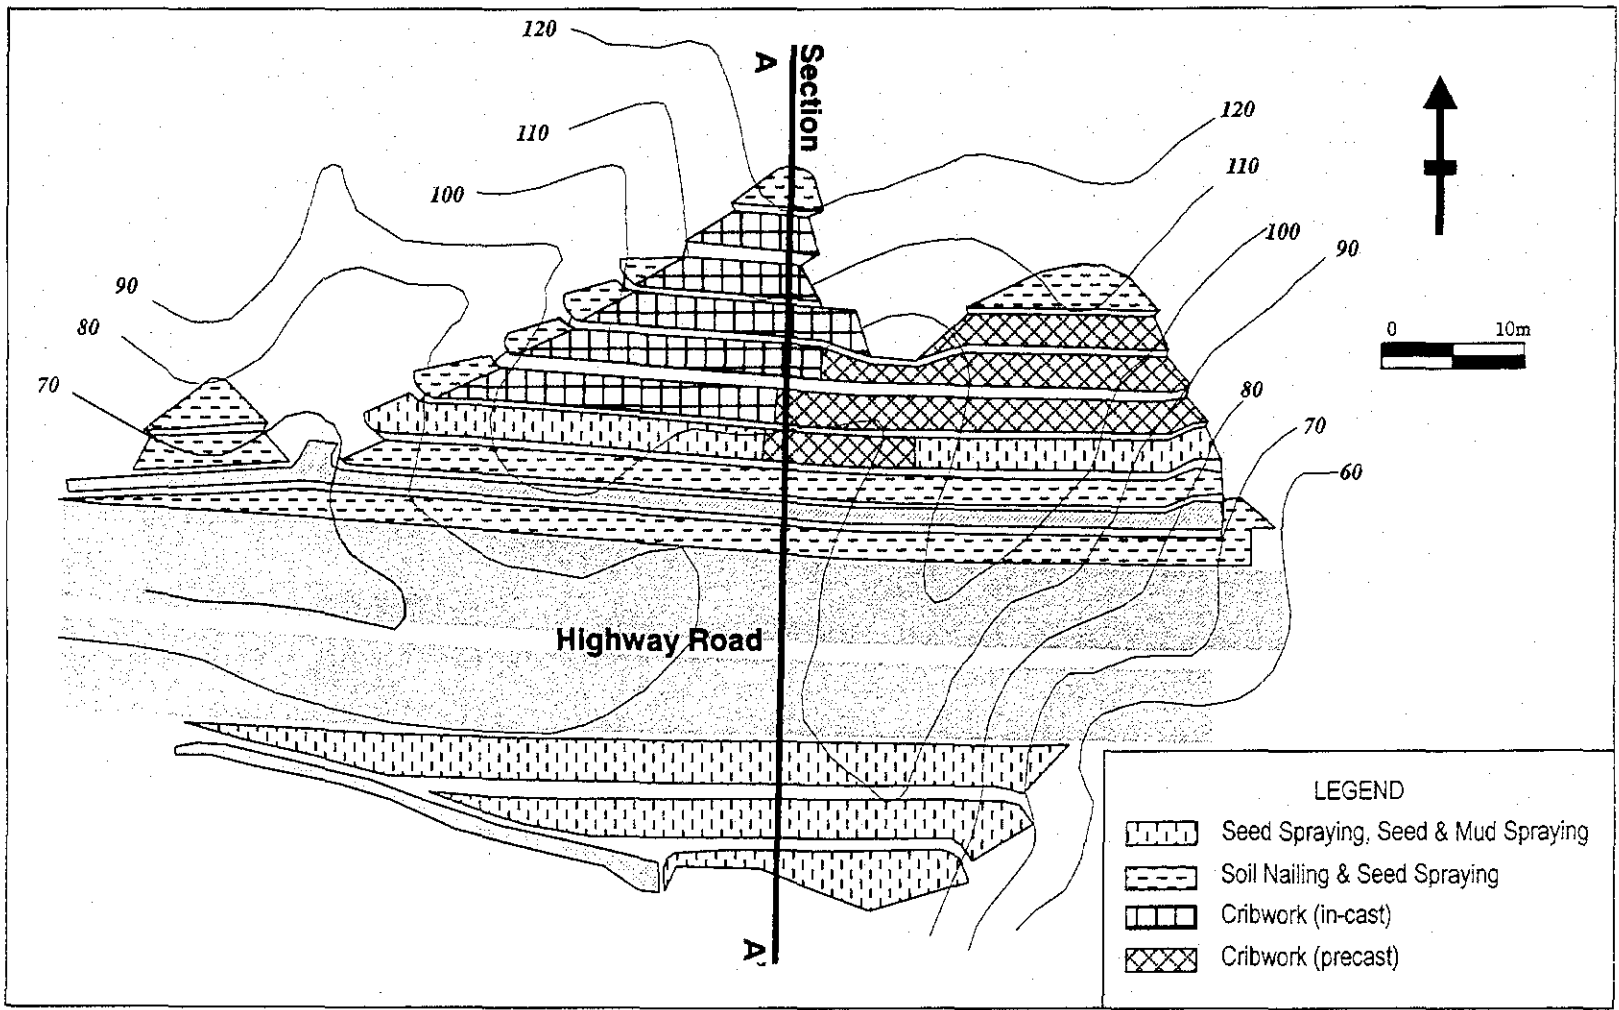 120
Section
A
120
110
110
100
100
90
90
80
80
70
70
60
0 10m
Highway Road
A'
LEGEND
Seed Spraying, Seed & Mud Spraying
Soil Nailing & Seed Spraying
Cribwork (in-cast)
Cribwork (precast)